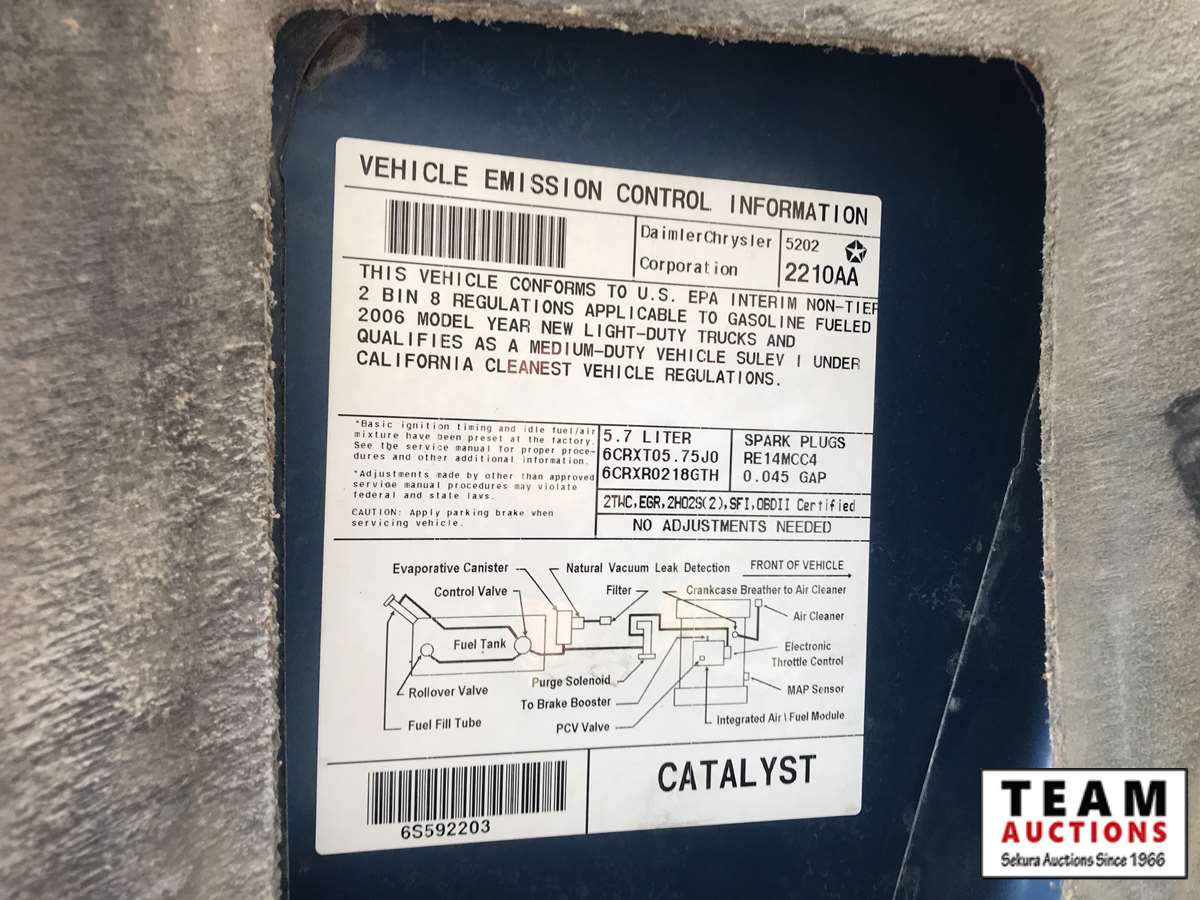 VEHICLE EMISSION CONTROL INFORMATION
DaimlerChrysler
Corporation
5202
2210AA
THIS VEHICLE CONFORMS TO U.S. EPA INTERIM NON-TIER
2 BIN 8 REGULATIONS APPLICABLE TO GASOLINE FUELED
2006 MODEL YEAR NEW LIGHT-DUTY TRUCKS AND
QUALIFIES AS A MEDIUM-DUTY VEHICLE SULEV I UNDER
CALIFORNIA CLEANEST VEHICLE REGULATIONS.
*Basic ignition timing and idle fuel/air
mixture have been preset at the factory.
See the service manual for proper proce-
dures and other additional information.
*Adjustments made by other than approved
service manual procedures may violate
federal and state laws.
CAUTION: Apply parking brake when
servicing vehicle.
5.7 LITER
6CRXT05.75J0
6CRXR0218GTH
SPARK PLUGS
RE14MCC4
0.045 GAP
2TWC,EGR,2HO2S(2),SFI,OBDII Certified
NO ADJUSTMENTS NEEDED
Evaporative Canister
Natural Vacuum Leak Detection
FRONT OF VEHICLE
Control Valve
Filter
Crankcase Breather to Air Cleaner
Air Cleaner
Fuel Tank
Electronic
Throttle Control
Purge Solenoid
Rollover Valve
MAP Sensor
To Brake Booster
Fuel Fill Tube
PCV Valve
Integrated Air \ Fuel Module
6S592203
CATALYST
TEAM
AUCTIONS
Sekura Auctions Since 1966